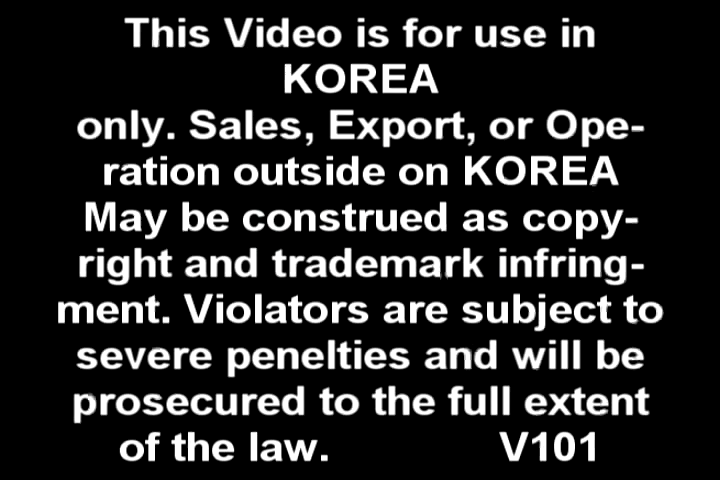 This Video is for use in
KOREA
only. Sales, Export, or Ope-
ration outside on KOREA
May be construed as copy-
right and trademark infring-
ment. Violators are subject to
severe penelties and will be
prosecured to the full extent
of the law. V101